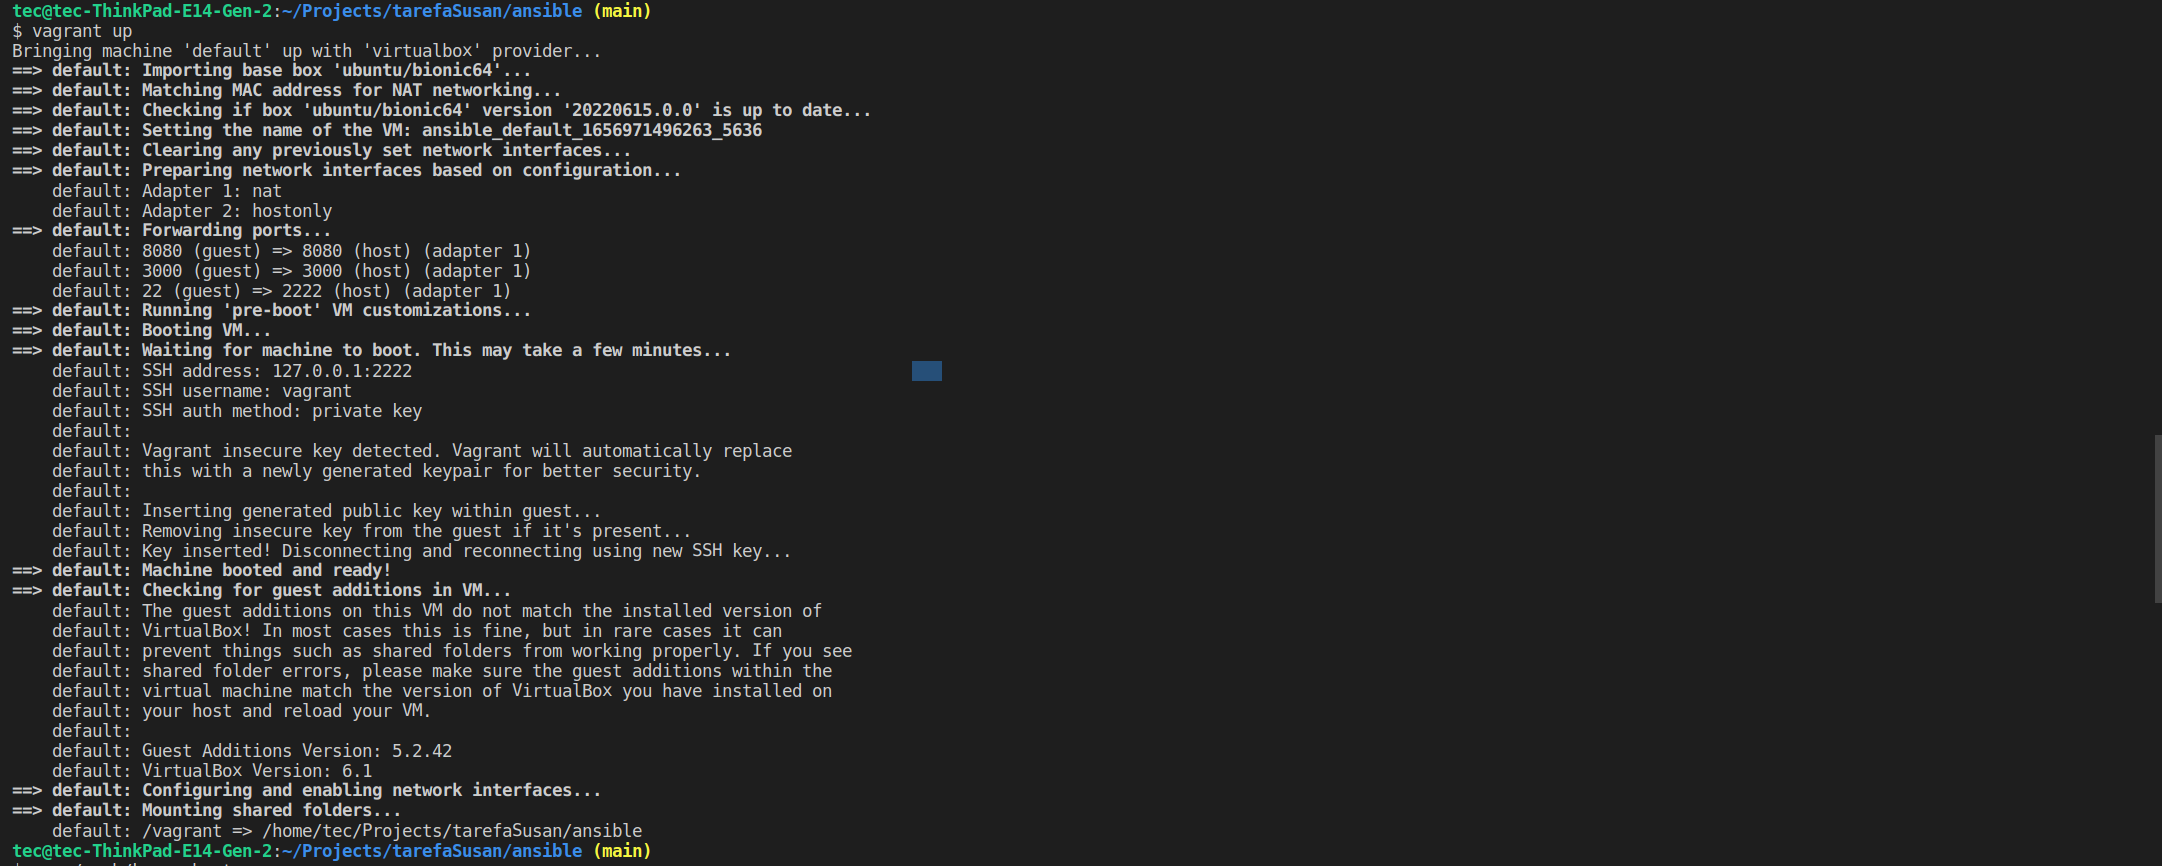 tec@tec-ThinkPad-E14-Gen-2:~/Projects/tarefaSusan/ansible (main)
$ vagrant up
Bringing machine 'default' up with 'virtualbox' provider...
==> default: Importing base box 'ubuntu/bionic64'...
==> default: Matching MAC address for NAT networking...
==> default: Checking if box 'ubuntu/bionic64' version '20220615.0.0' is up to date...
==> default: Setting the name of the VM: ansible_default_1656971496263_5636
==> default: Clearing any previously set network interfaces...
==> default: Preparing network interfaces based on configuration...
    default: Adapter 1: nat
    default: Adapter 2: hostonly
==> default: Forwarding ports...
    default: 8080 (guest) => 8080 (host) (adapter 1)
    default: 3000 (guest) => 3000 (host) (adapter 1)
    default: 22 (guest) => 2222 (host) (adapter 1)
==> default: Running 'pre-boot' VM customizations...
==> default: Booting VM...
==> default: Waiting for machine to boot. This may take a few minutes...
    default: SSH address: 127.0.0.1:2222
    default: SSH username: vagrant
    default: SSH auth method: private key
    default:
    default: Vagrant insecure key detected. Vagrant will automatically replace
    default: this with a newly generated keypair for better security.
    default:
    default: Inserting generated public key within guest...
    default: Removing insecure key from the guest if it's present...
    default: Key inserted! Disconnecting and reconnecting using new SSH key...
==> default: Machine booted and ready!
==> default: Checking for guest additions in VM...
    default: The guest additions on this VM do not match the installed version of
    default: VirtualBox! In most cases this is fine, but in rare cases it can
    default: prevent things such as shared folders from working properly. If you see
    default: shared folder errors, please make sure the guest additions within the
    default: virtual machine match the version of VirtualBox you have installed on
    default: your host and reload your VM.
    default:
    default: Guest Additions Version: 5.2.42
    default: VirtualBox Version: 6.1
==> default: Configuring and enabling network interfaces...
==> default: Mounting shared folders...
    default: /vagrant => /home/tec/Projects/tarefaSusan/ansible
tec@tec-ThinkPad-E14-Gen-2:~/Projects/tarefaSusan/ansible (main)